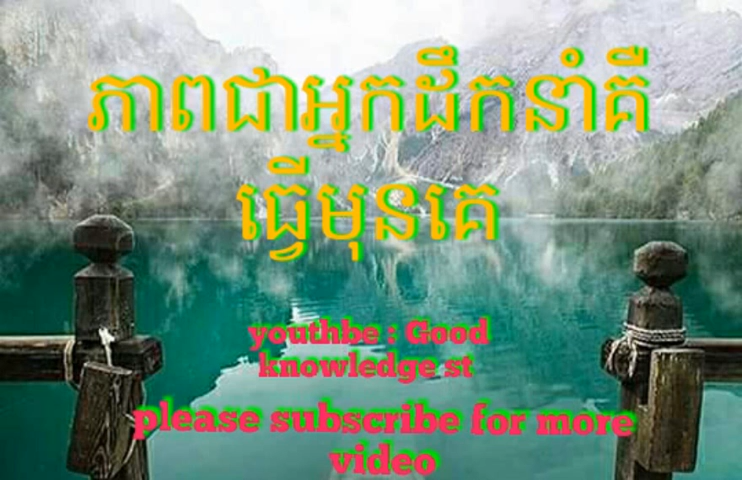 ភាពជាអ្នកដឹកនាំគឺ
ធ្វើមុនគេ
youthbe : Good
knowledge st
please subscribe for more
video